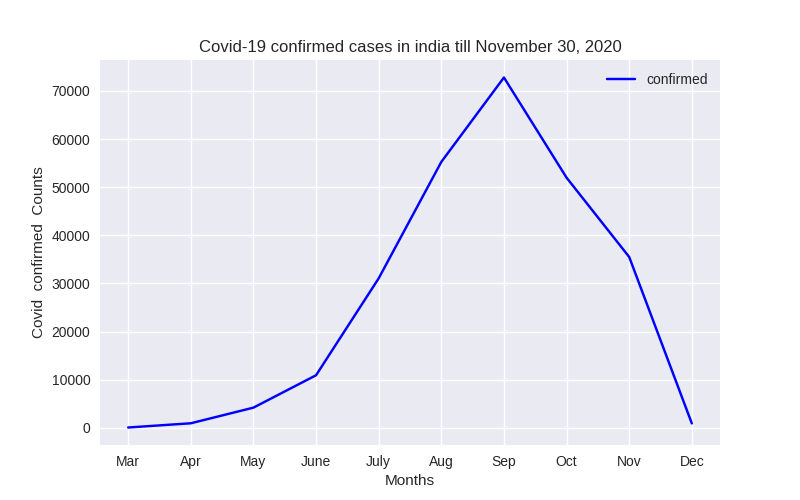 Covid-19 confirmed cases in india till November 30, 2020
confirmed
70000
60000
50000
40000
30000
20000
10000
0
Covid confirmed Counts
Mar Apr May June July Aug Sep Oct Nov Dec
Months